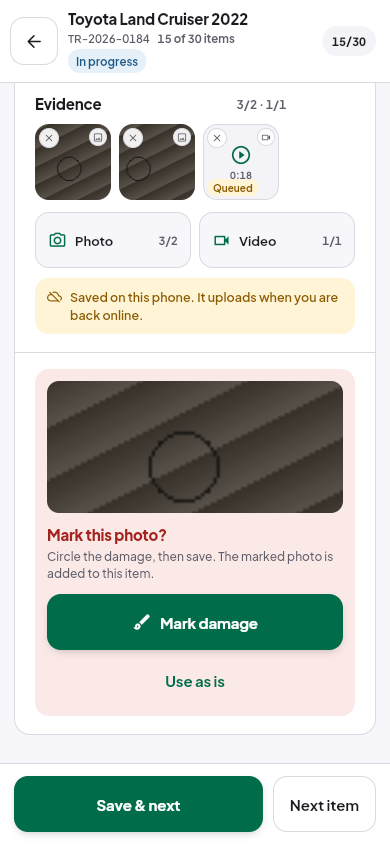 Toyota Land Cruiser 2022
TR-2026-0184 15 of 30 items
In progress
15/30
Evidence
3/2 · 1/1
0:18
Queued
Photo 3/2
Video 1/1
Saved on this phone. It uploads when you are
back online.
Mark this photo?
Circle the damage, then save. The marked photo is
added to this item.
Mark damage
Use as is
Save & next
Next item